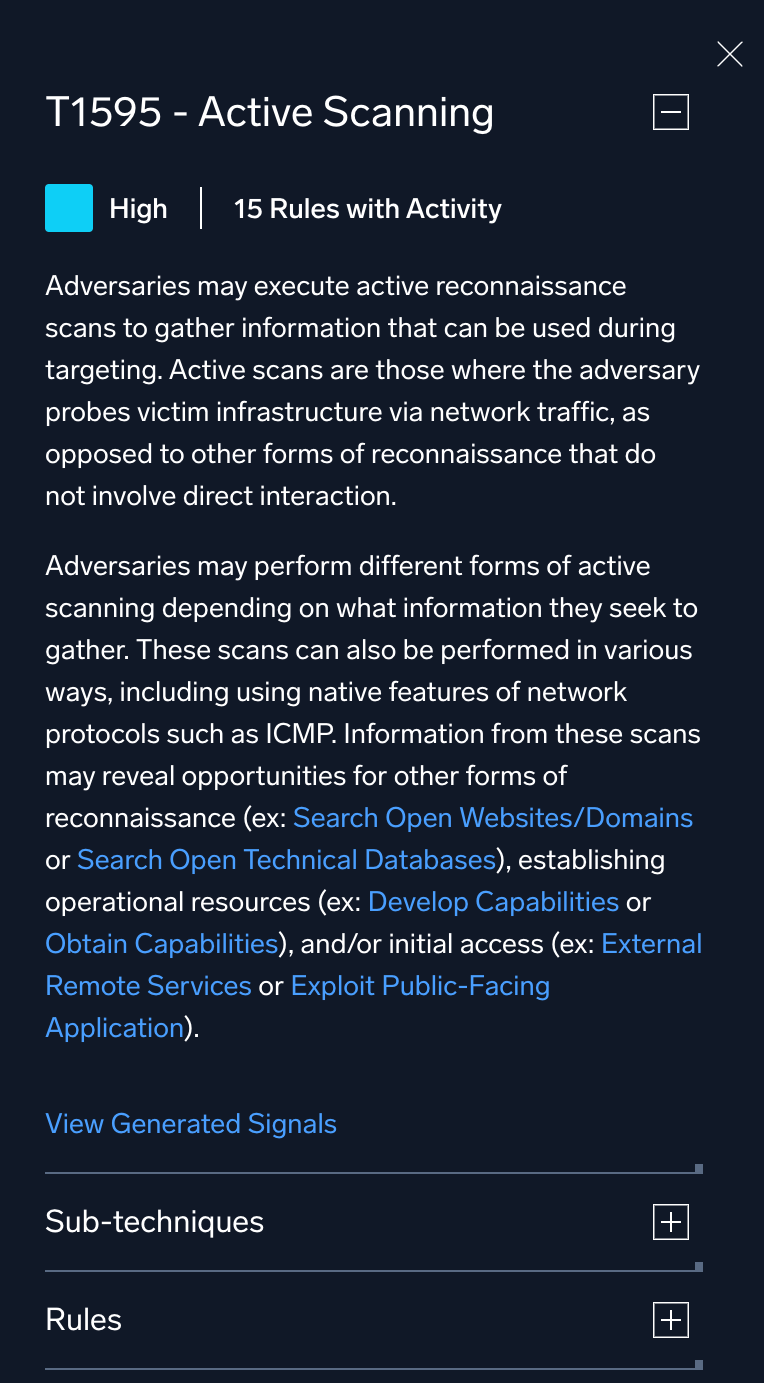 T1595 - Active Scanning
High
15 Rules with Activity
Adversaries may execute active reconnaissance
scans to gather information that can be used during
targeting. Active scans are those where the adversary
probes victim infrastructure via network traffic, as
opposed to other forms of reconnaissance that do
not involve direct interaction.
Adversaries may perform different forms of active
scanning depending on what information they seek to
gather. These scans can also be performed in various
ways, including using native features of network
protocols such as ICMP. Information from these scans
may reveal opportunities for other forms of
reconnaissance (ex: Search Open Websites/Domains
or Search Open Technical Databases), establishing
operational resources (ex: Develop Capabilities or
Obtain Capabilities), and/or initial access (ex: External
Remote Services or Exploit Public-Facing
Application).
View Generated Signals
Sub-techniques
Rules